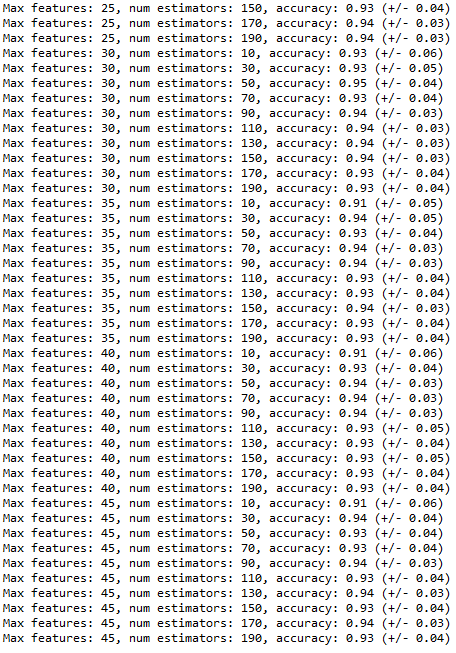 Max features: 25, num estimators: 150, accuracy: 0.93 (+/- 0.04)
Max features: 25, num estimators: 170, accuracy: 0.94 (+/- 0.03)
Max features: 25, num estimators: 190, accuracy: 0.94 (+/- 0.03)
Max features: 30, num estimators: 10, accuracy: 0.93 (+/- 0.06)
Max features: 30, num estimators: 30, accuracy: 0.93 (+/- 0.05)
Max features: 30, num estimators: 50, accuracy: 0.95 (+/- 0.04)
Max features: 30, num estimators: 70, accuracy: 0.93 (+/- 0.04)
Max features: 30, num estimators: 90, accuracy: 0.94 (+/- 0.03)
Max features: 30, num estimators: 110, accuracy: 0.94 (+/- 0.03)
Max features: 30, num estimators: 130, accuracy: 0.94 (+/- 0.04)
Max features: 30, num estimators: 150, accuracy: 0.94 (+/- 0.03)
Max features: 30, num estimators: 170, accuracy: 0.93 (+/- 0.04)
Max features: 30, num estimators: 190, accuracy: 0.93 (+/- 0.04)
Max features: 35, num estimators: 10, accuracy: 0.91 (+/- 0.05)
Max features: 35, num estimators: 30, accuracy: 0.94 (+/- 0.05)
Max features: 35, num estimators: 50, accuracy: 0.93 (+/- 0.04)
Max features: 35, num estimators: 70, accuracy: 0.94 (+/- 0.03)
Max features: 35, num estimators: 90, accuracy: 0.94 (+/- 0.03)
Max features: 35, num estimators: 110, accuracy: 0.93 (+/- 0.04)
Max features: 35, num estimators: 130, accuracy: 0.93 (+/- 0.04)
Max features: 35, num estimators: 150, accuracy: 0.94 (+/- 0.03)
Max features: 35, num estimators: 170, accuracy: 0.93 (+/- 0.04)
Max features: 35, num estimators: 190, accuracy: 0.93 (+/- 0.04)
Max features: 40, num estimators: 10, accuracy: 0.91 (+/- 0.06)
Max features: 40, num estimators: 30, accuracy: 0.93 (+/- 0.04)
Max features: 40, num estimators: 50, accuracy: 0.94 (+/- 0.03)
Max features: 40, num estimators: 70, accuracy: 0.94 (+/- 0.03)
Max features: 40, num estimators: 90, accuracy: 0.94 (+/- 0.03)
Max features: 40, num estimators: 110, accuracy: 0.93 (+/- 0.05)
Max features: 40, num estimators: 130, accuracy: 0.93 (+/- 0.04)
Max features: 40, num estimators: 150, accuracy: 0.93 (+/- 0.05)
Max features: 40, num estimators: 170, accuracy: 0.93 (+/- 0.04)
Max features: 40, num estimators: 190, accuracy: 0.93 (+/- 0.04)
Max features: 45, num estimators: 10, accuracy: 0.91 (+/- 0.06)
Max features: 45, num estimators: 30, accuracy: 0.94 (+/- 0.04)
Max features: 45, num estimators: 50, accuracy: 0.93 (+/- 0.04)
Max features: 45, num estimators: 70, accuracy: 0.93 (+/- 0.04)
Max features: 45, num estimators: 90, accuracy: 0.94 (+/- 0.03)
Max features: 45, num estimators: 110, accuracy: 0.93 (+/- 0.04)
Max features: 45, num estimators: 130, accuracy: 0.94 (+/- 0.03)
Max features: 45, num estimators: 150, accuracy: 0.93 (+/- 0.04)
Max features: 45, num estimators: 170, accuracy: 0.94 (+/- 0.03)
Max features: 45, num estimators: 190, accuracy: 0.93 (+/- 0.04)